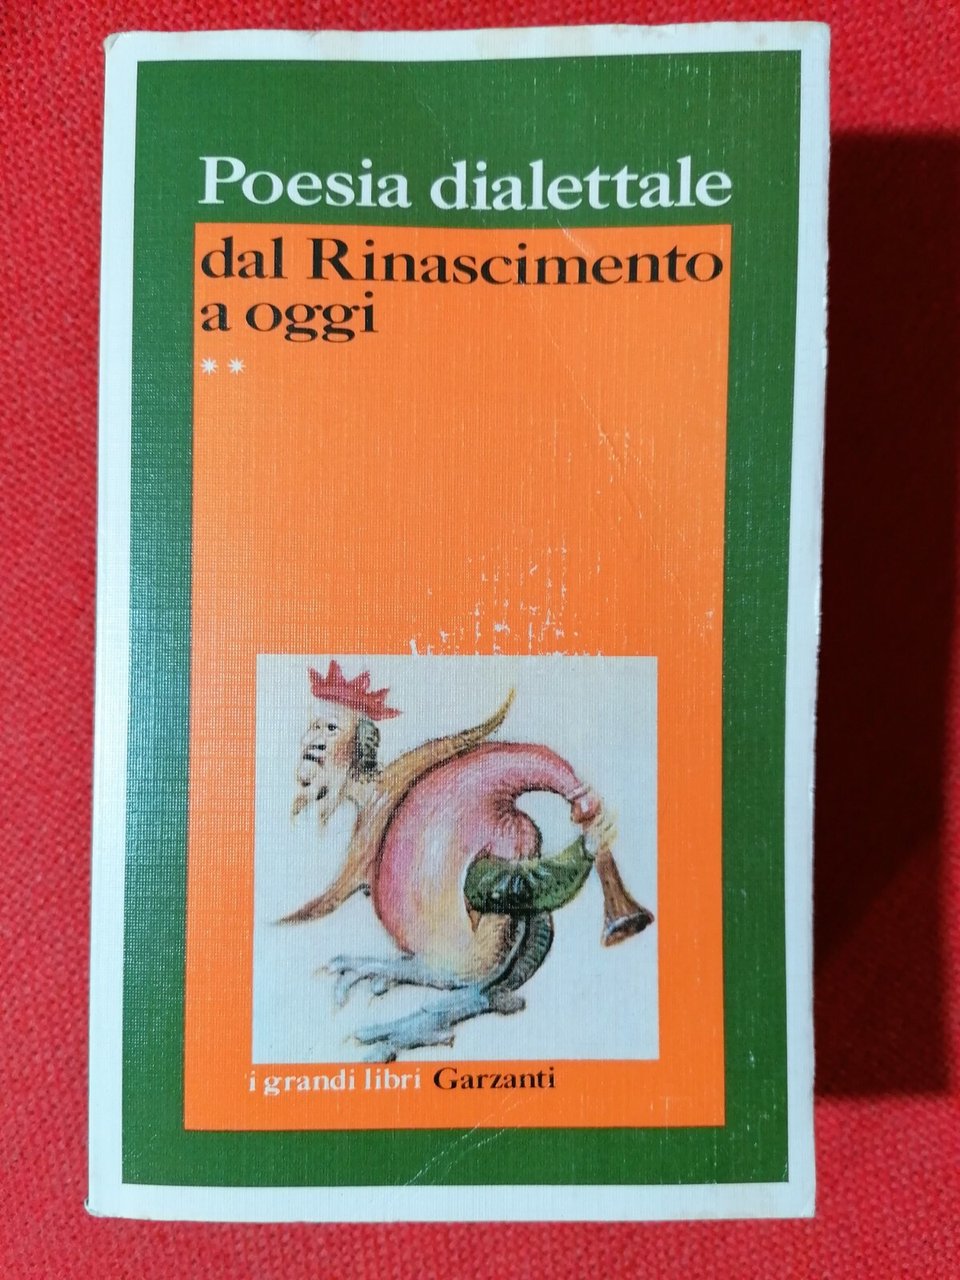 Poesia dialettale
dal Rinascimento
a oggi
**
i grandi libri Garzanti